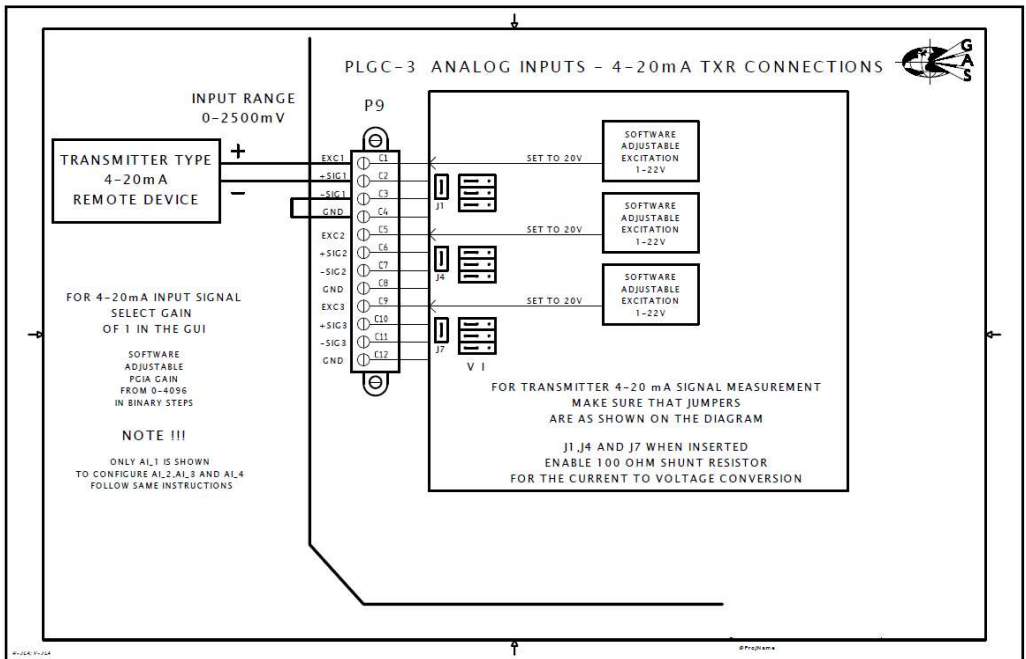 PLGC-3 ANALOG INPUTS - 4-20mA TXR CONNECTIONS
GAS
INPUT RANGE
0-2500mV
P9
TRANSMITTER TYPE
4-20mA
REMOTE DEVICE
+
-
EXC1 C1
+SIG1 C2
-SIG1 C3
GND C4
EXC2 C5
+SIG2 C6
-SIG2 C7
GND C8
EXC3 C9
+SIG3 C10
-SIG3 C11
GND C12
J1
J4
J7
V I
SET TO 20V
SOFTWARE
ADJUSTABLE
EXCITATION
1-22V
SET TO 20V
SOFTWARE
ADJUSTABLE
EXCITATION
1-22V
SET TO 20V
SOFTWARE
ADJUSTABLE
EXCITATION
1-22V
FOR 4-20mA INPUT SIGNAL
SELECT GAIN
OF 1 IN THE GUI
SOFTWARE
ADJUSTABLE
PGIA GAIN
FROM 0-4096
IN BINARY STEPS
NOTE !!!
ONLY AI_1 IS SHOWN
TO CONFIGURE AI_2,AI_3 AND AI_4
FOLLOW SAME INSTRUCTIONS
FOR TRANSMITTER 4-20 mA SIGNAL MEASUREMENT
MAKE SURE THAT JUMPERS
ARE AS SHOWN ON THE DIAGRAM
J1,J4 AND J7 WHEN INSERTED
ENABLE 100 OHM SHUNT RESISTOR
FOR THE CURRENT TO VOLTAGE CONVERSION
@ProjName